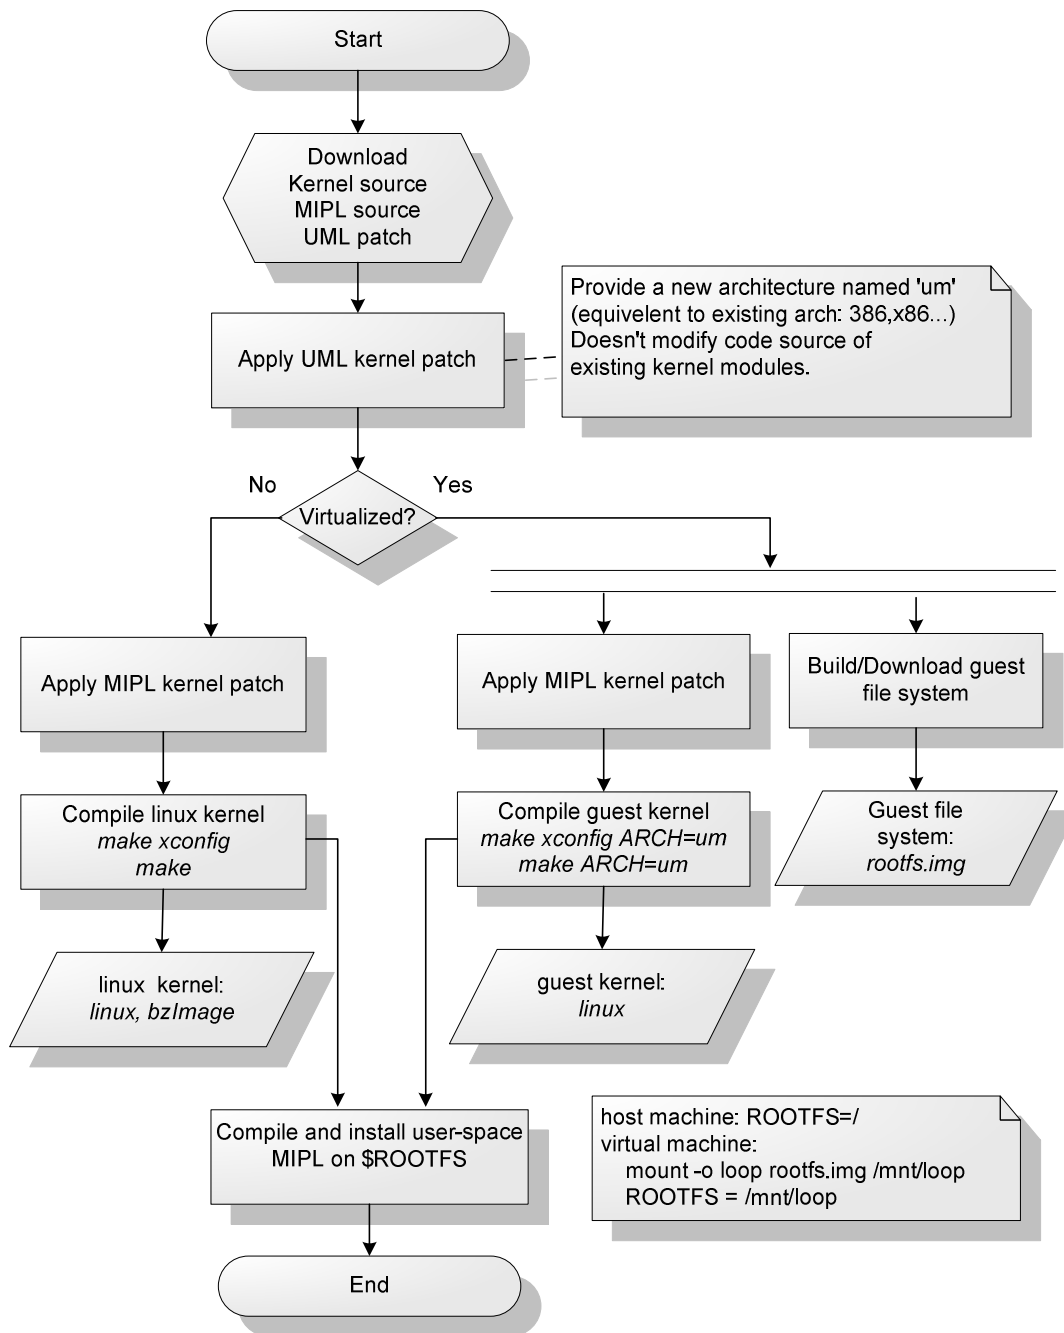 Start
Download
Kernel source
MIPL source
UML patch
Provide a new architecture named 'um'
(equivelent to existing arch: 386,x86...)
Doesn't modify code source of
existing kernel modules.
Apply UML kernel patch
No
Yes
Virtualized?
Apply MIPL kernel patch
Apply MIPL kernel patch
Build/Download guest
file system
Compile linux kernel
make xconfig
make
Compile guest kernel
make xconfig ARCH=um
make ARCH=um
Guest file
system:
rootfs.img
linux kernel:
linux, bzImage
guest kernel:
linux
Compile and install user-space
MIPL on $ROOTFS
host machine: ROOTFS=/
virtual machine:
mount -o loop rootfs.img /mnt/loop
ROOTFS = /mnt/loop
End